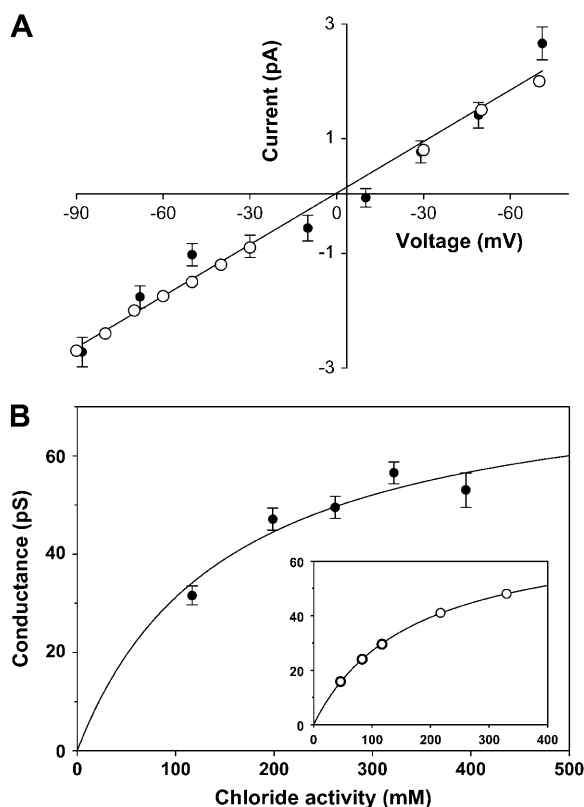 A
Current (pA)
3
1
-90 -60 -30 0 -30 -60
Voltage (mV)
-1
-3
B
Conductance (pS)
60
40
20
0
0 100 200 300 400 500
Chloride activity (mM)
60
40
20
0
0 100 200 300 400